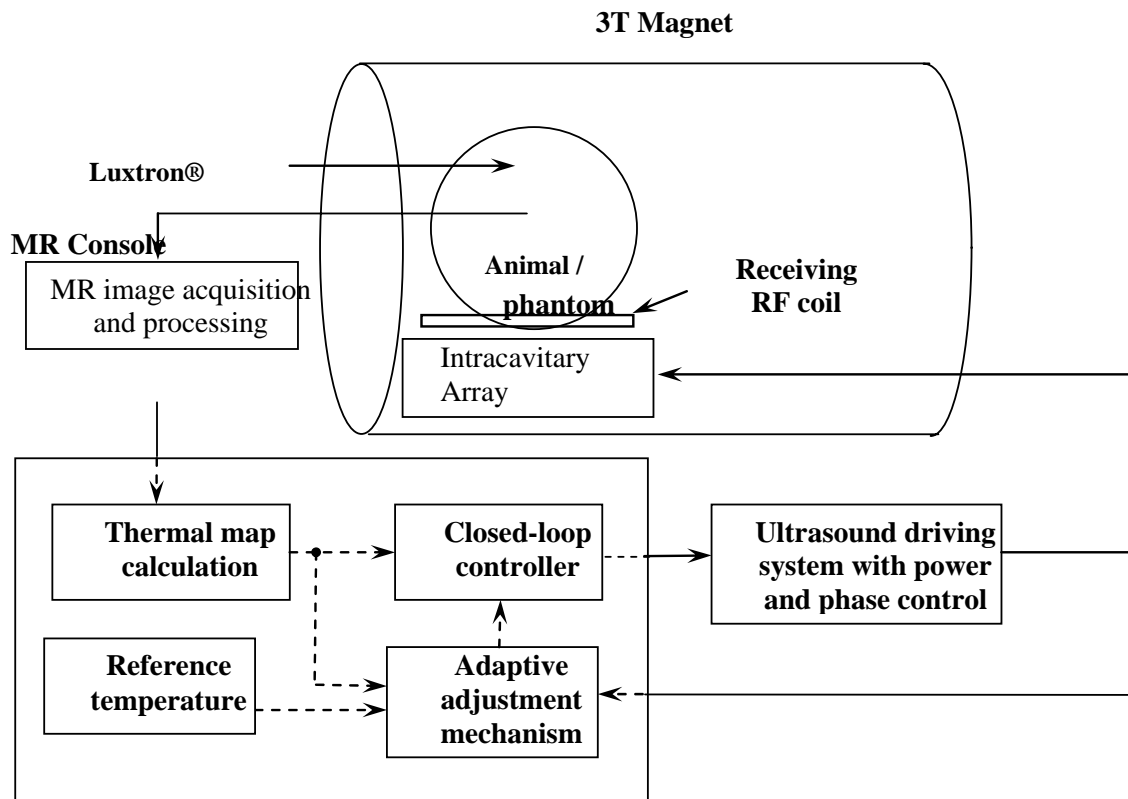 3T Magnet
Luxtron®
MR Console
MR image acquisition
and processing
Animal /
phantom
Receiving
RF coil
Intracavitary
Array
Thermal map
calculation
Closed-loop
controller
Ultrasound driving
system with power
and phase control
Reference
temperature
Adaptive
adjustment
mechanism